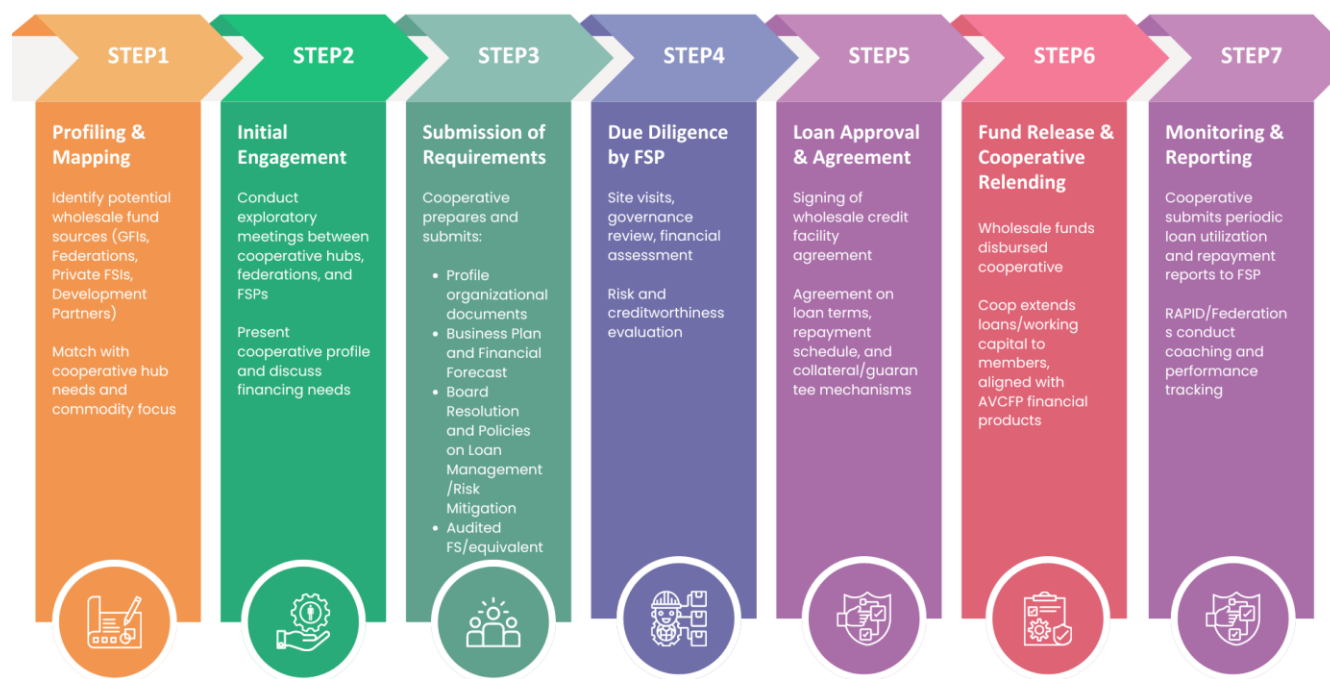 STEP1
Profiling &
Mapping
Identify potential
wholesale fund
sources (GFIs,
Federations,
Private FSIs,
Development
Partners)
Match with
cooperative hub
needs and
commodity focus
STEP2
Initial
Engagement
Conduct
exploratory
meetings between
cooperative hubs,
federations, and
FSPs
Present
cooperative profile
and discuss
financing needs
STEP3
Submission of
Requirements
Cooperative
prepares and
submits:
• Profile
organizational
documents
• Business Plan
and Financial
Forecast
• Board
Resolution
and Policies
on Loan
Management
/Risk
Mitigation
• Audited
FS/equivalent
STEP4
Due Diligence
by FSP
Site visits,
governance
review, financial
assessment
Risk and
creditworthiness
evaluation
STEP5
Loan Approval
& Agreement
Signing of
wholesale credit
facility
agreement
Agreement on
loan terms,
repayment
schedule, and
collateral/guaran
tee mechanisms
STEP6
Fund Release &
Cooperative
Relending
Wholesale funds
disbursed
cooperative
Coop extends
loans/working
capital to
members,
aligned with
AVCFP financial
products
STEP7
Monitoring &
Reporting
Cooperative
submits periodic
loan utilization
and repayment
reports to FSP
RAPID/Federation
s conduct
coaching and
performance
tracking